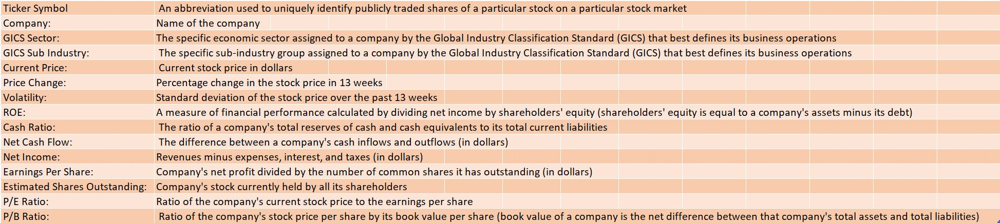 Ticker Symbol An abbreviation used to uniquely identify publicly traded shares of a particular stock on a particular stock market
Company: Name of the company
GICS Sector: The specific economic sector assigned to a company by the Global Industry Classification Standard (GICS) that best defines its business operations
GICS Sub Industry: The specific sub-industry group assigned to a company by the Global Industry Classification Standard (GICS) that best defines its business operations
Current Price: Current stock price in dollars
Price Change: Percentage change in the stock price in 13 weeks
Volatility: Standard deviation of the stock price over the past 13 weeks
ROE: A measure of financial performance calculated by dividing net income by shareholders' equity (shareholders' equity is equal to a company's assets minus its debt)
Cash Ratio: The ratio of a company's total reserves of cash and cash equivalents to its total current liabilities
Net Cash Flow: The difference between a company's cash inflows and outflows (in dollars)
Net Income: Revenues minus expenses, interest, and taxes (in dollars)
Earnings Per Share: Company's net profit divided by the number of common shares it has outstanding (in dollars)
Estimated Shares Outstanding: Company's stock currently held by all its shareholders
P/E Ratio: Ratio of the company's current stock price to the earnings per share
P/B Ratio: Ratio of the company's stock price per share by its book value per share (book value of a company is the net difference between that company's total assets and total liabilities)